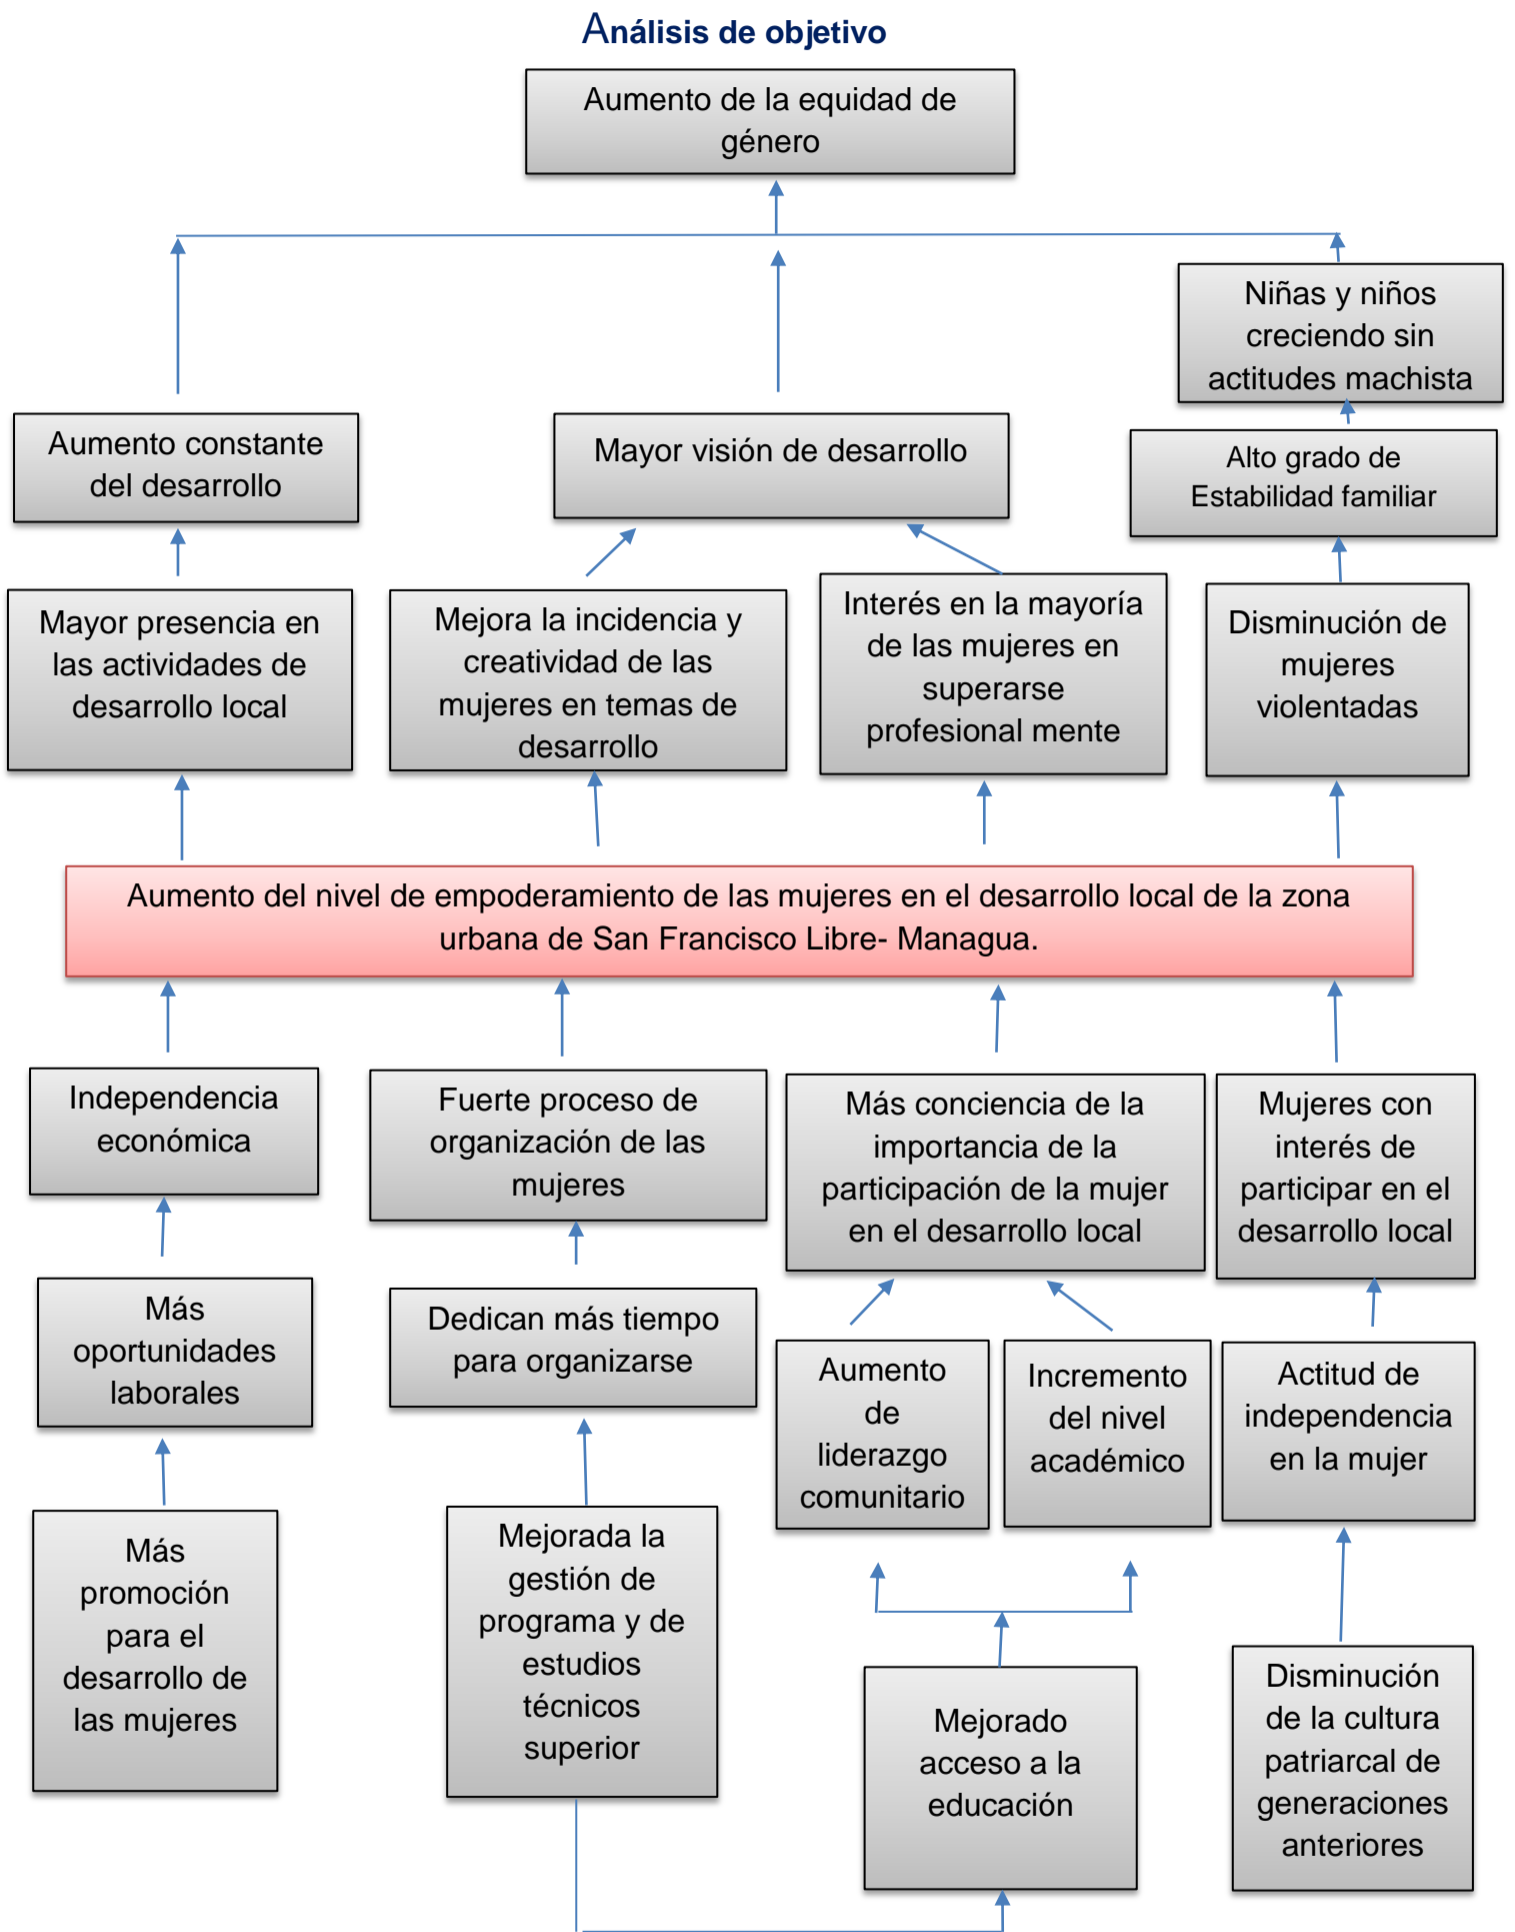 Análisis de objetivo
Aumento de la equidad de
género
Niñas y niños
creciendo sin
actitudes machista
Aumento constante
del desarrollo
Mayor visión de desarrollo
Alto grado de
Estabilidad familiar
Mayor presencia en
las actividades de
desarrollo local
Mejora la incidencia y
creatividad de las
mujeres en temas de
desarrollo
Interés en la mayoría
de las mujeres en
superarse
profesional mente
Disminución de
mujeres
violentadas
Aumento del nivel de empoderamiento de las mujeres en el desarrollo local de la zona
urbana de San Francisco Libre- Managua.
Independencia
económica
Fuerte proceso de
organización de las
mujeres
Más conciencia de la
importancia de la
participación de la mujer
en el desarrollo local
Mujeres con
interés de
participar en el
desarrollo local
Más
oportunidades
laborales
Dedican más tiempo
para organizarse
Aumento
de
liderazgo
comunitario
Incremento
del nivel
académico
Actitud de
independencia
en la mujer
Más
promoción
para el
desarrollo de
las mujeres
Mejorada la
gestión de
programa y de
estudios
técnicos
superior
Mejorado
acceso a la
educación
Disminución
de la cultura
patriarcal de
generaciones
anteriores